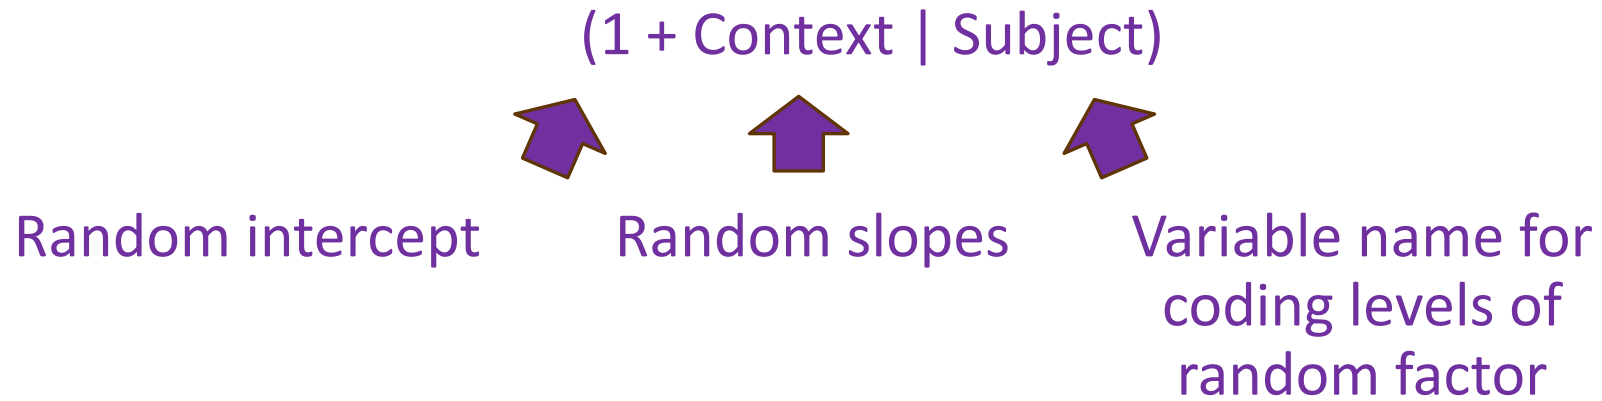 (1 + Context | Subject)
Random intercept
Random slopes
Variable name for
coding levels of
random factor